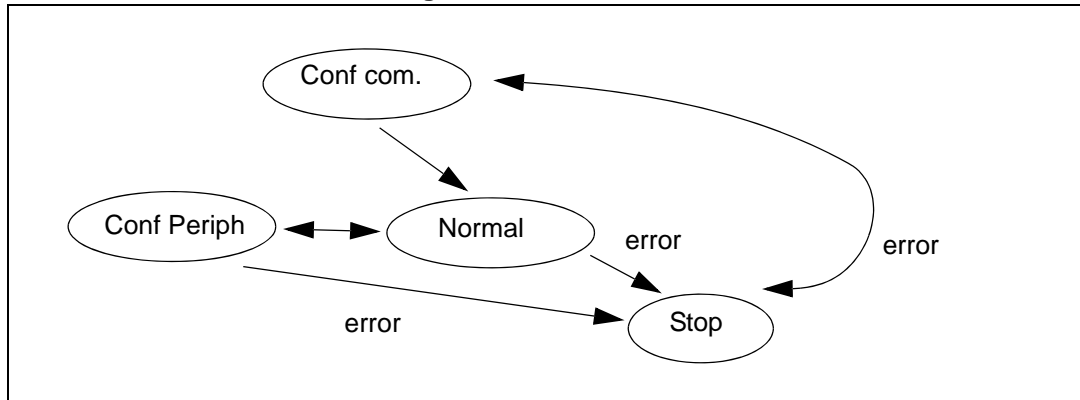 Conf com.
Conf Periph
Normal
error
error
Stop
error